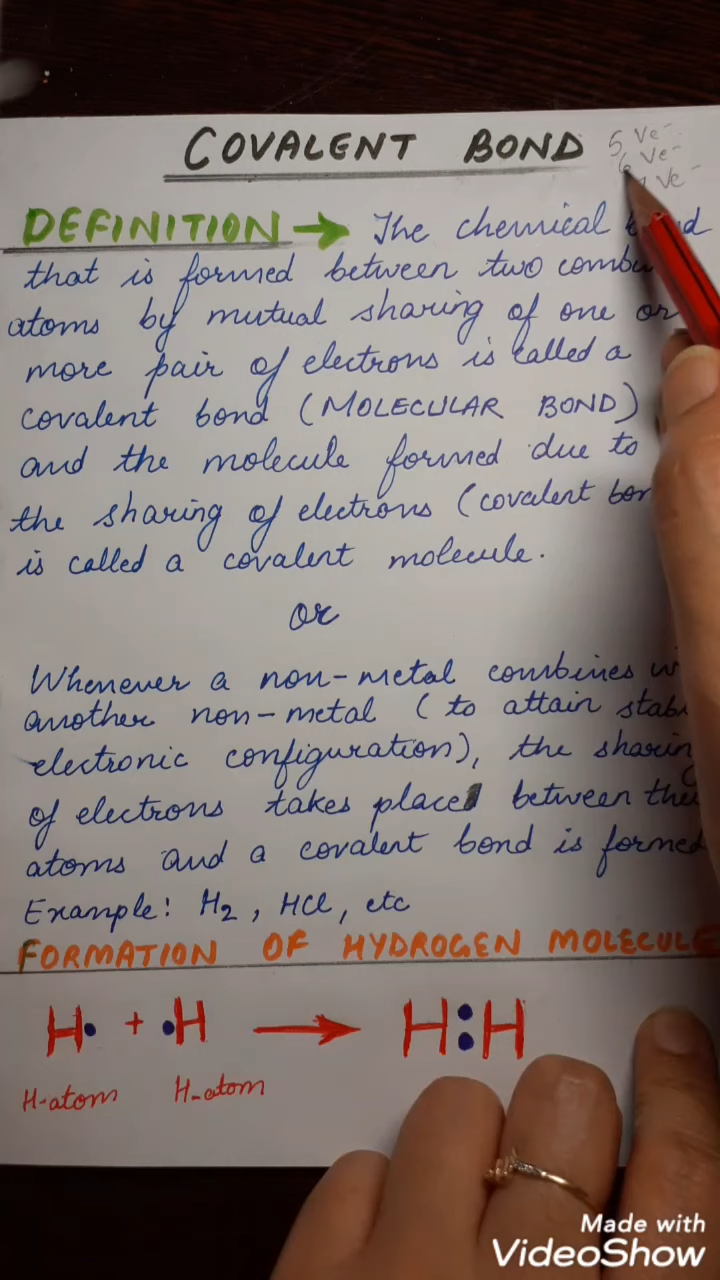 COVALENT BOND
5 Ve-
6 Ve-
Ve-
DEFINITION → The chemical
that is formed between two
atoms by mutual sharing of one or
more pair of electrons is called a
covalent bond (MOLECULAR BOND)
and the molecule formed due to
the sharing of electrons (covalent
is called a covalent molecule.
or
Whenever a non-metal combines
another non-metal (to attain
electronic configuration), the
of electrons takes place between
atoms and a covalent bond is formed
Example: H2, HCl, etc
FORMATION OF HYDROGEN MOLECULE
H• + •H → H:H
H-atom H-atom
Made with
VideoShow